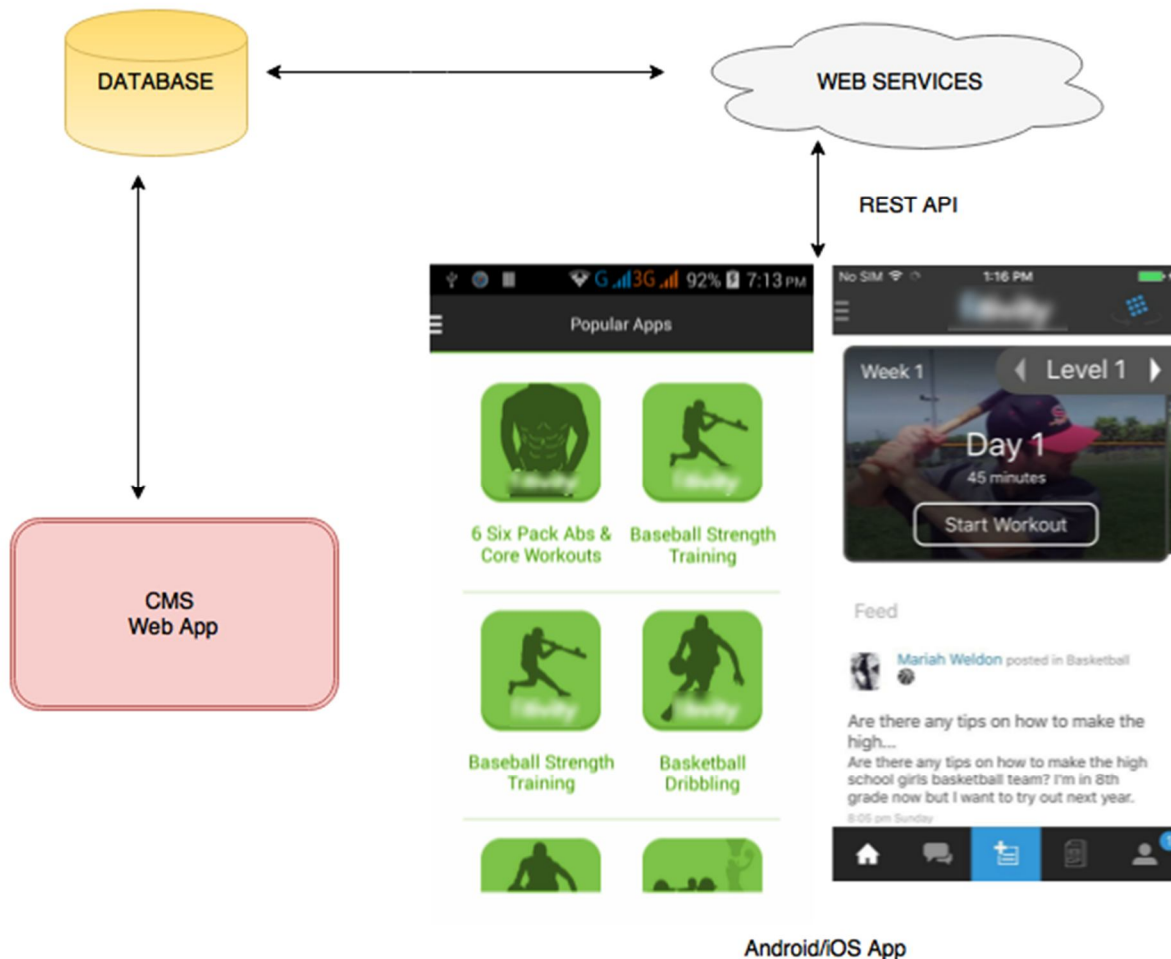 DATABASE
WEB SERVICES
REST API
CMS
Web App
G 3G 92% 7:13 PM
Popular Apps
6 Six Pack Abs &
Core Workouts
Baseball Strength
Training
Baseball Strength
Training
Basketball
Dribbling
No SIM 1:16 PM
Week 1
Level 1
Day 1
45 minutes
Start Workout
Feed
Mariah Weldon posted in Basketball
Are there any tips on how to make the
high...
Are there any tips on how to make the high
school girls basketball team? I'm in 8th
grade now but I want to try out next year.
8:05 pm Sunday
Android/iOS App